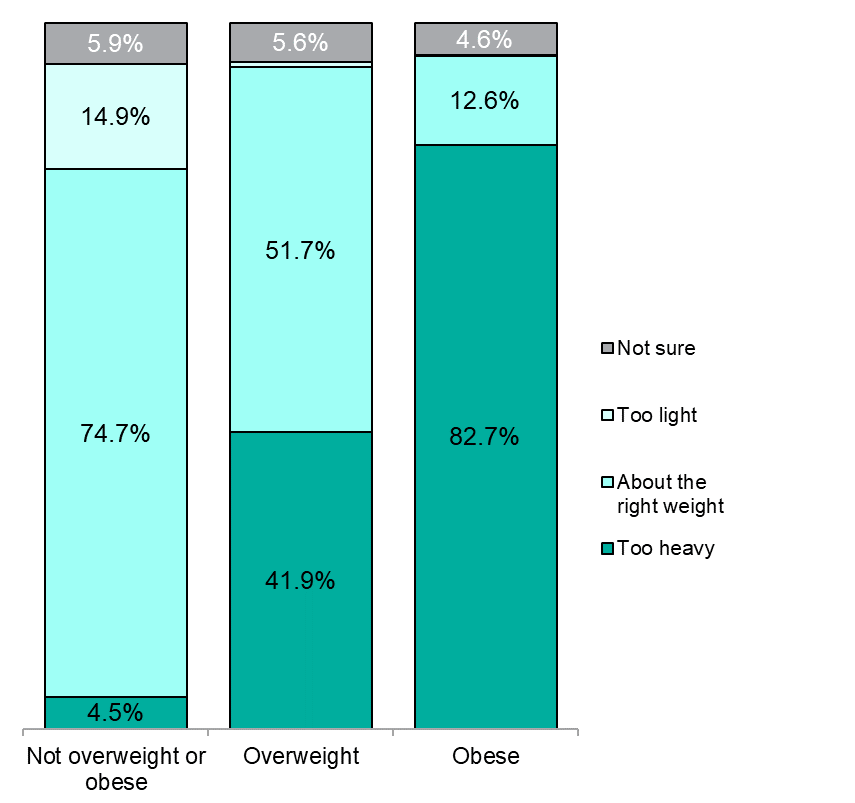 5.9%
5.6%
4.6%
14.9%
12.6%
51.7%
74.7%
82.7%
41.9%
4.5%
Not sure
Too light
About the
right weight
Too heavy
Not overweight or
obese
Overweight
Obese